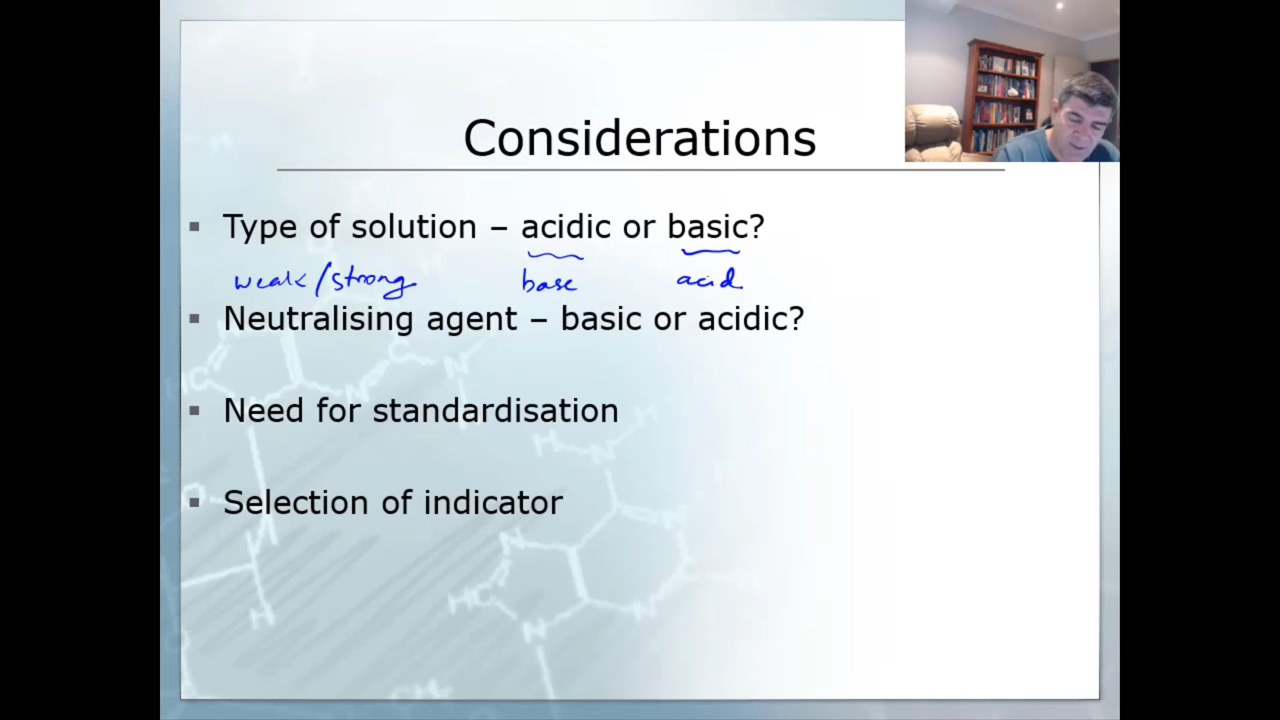 Considerations
Type of solution – acidic or basic?
weak/strong base acid
Neutralising agent – basic or acidic?
Need for standardisation
Selection of indicator